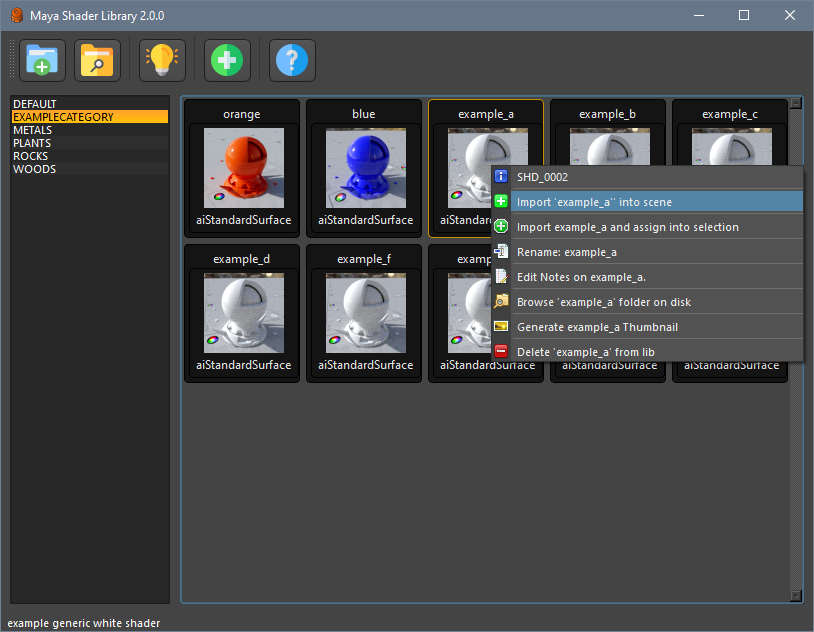 Maya Shader Library 2.0.0
DEFAULT
EXAMPLECATEGORY
METALS
PLANTS
ROCKS
WOODS
orange
blue
example_a
example_b
example_c
aiStandardSurface
aiStandardSurface
SHD_0002
Import 'example_a'' into scene
Import example_a and assign into selection
Rename: example_a
Edit Notes on example_a.
Browse 'example_a' folder on disk
Generate example_a Thumbnail
Delete 'example_a' from lib
example_d
example_f
aiStandardSurface
aiStandardSurface
aiStandardSurface
aiStandardSurface
aiStandardSurface
example generic white shader